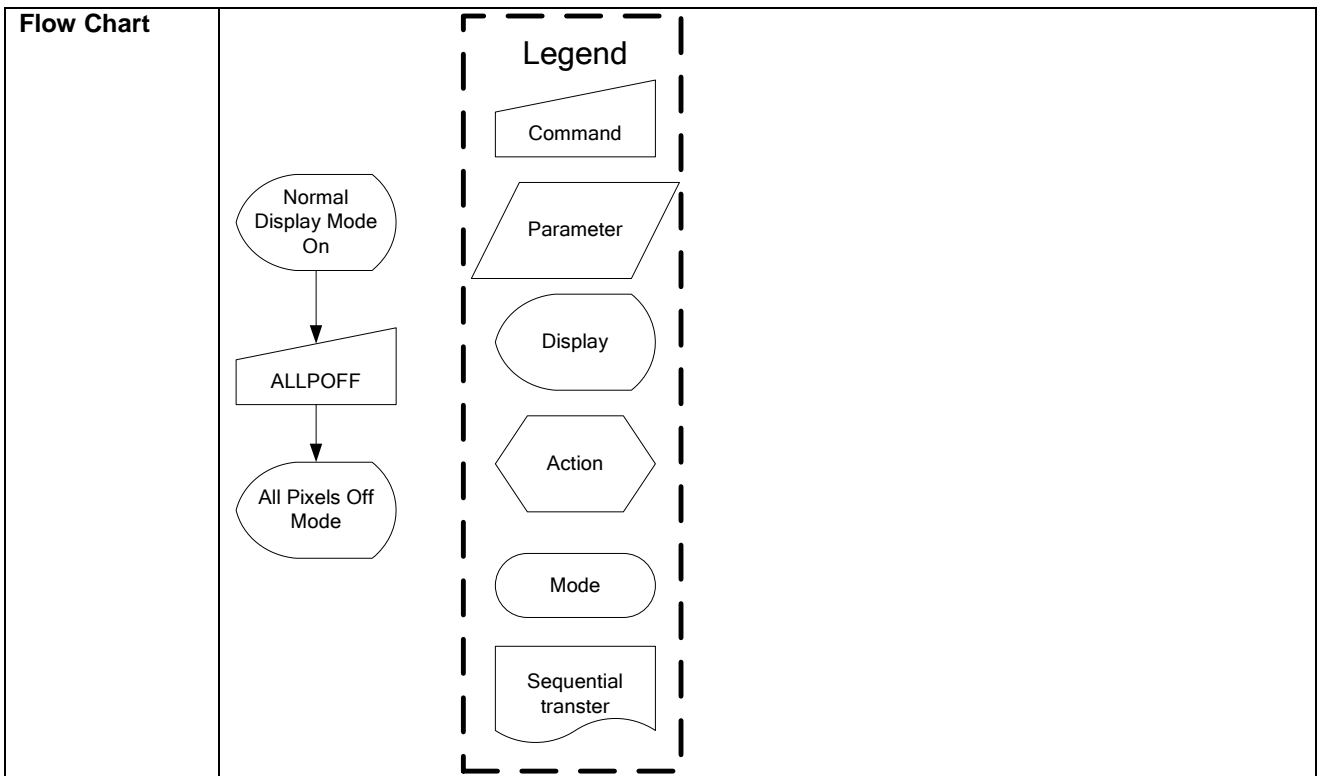 Flow Chart
Normal
Display Mode
On
ALLPOFF
All Pixels Off
Mode
Legend
Command
Parameter
Display
Action
Mode
Sequential
transter